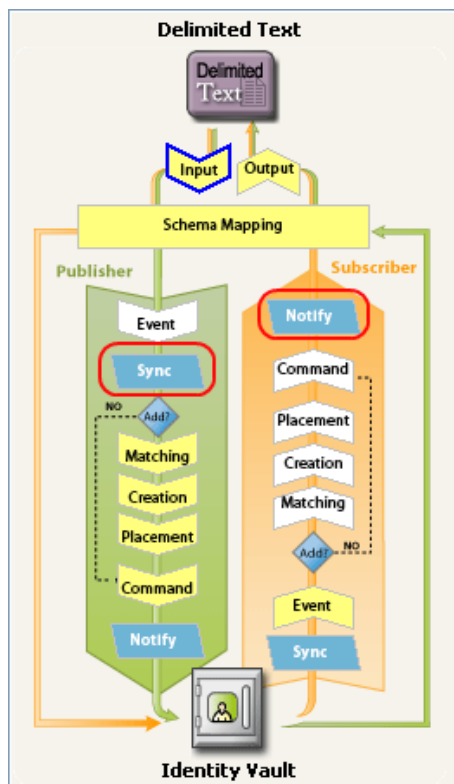 Delimited Text
Delimited
Text
Input
Output
Schema Mapping
Publisher
Subscriber
Event
Sync
NO
Add?
Matching
Creation
Placement
Command
Notify
Notify
Command
Placement
Creation
Matching
Add?
NO
Event
Sync
Identity Vault